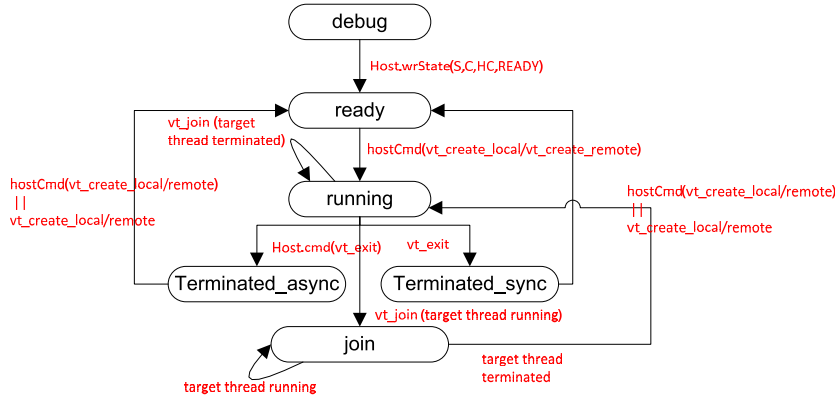 debug
Host.wrState(S,C,HC,READY)
ready
vt_join (target
thread terminated)
hostCmd(vt_create_local/vt_create_remote)
hostCmd(vt_create_local/remote)
||
vt_create_local/remote
running
hostCmd(vt_create_local/remote)
||
vt_create_local/remote
Host.cmd(vt_exit)
vt_exit
Terminated_async
Terminated_sync
vt_join (target thread running)
join
target thread running
target thread
terminated